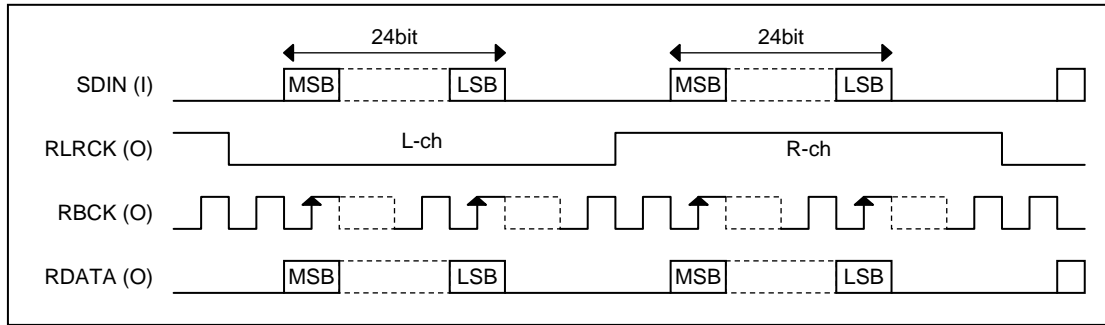 24bit 24bit
SDIN (I) MSB LSB MSB LSB
RLRCK (O) L-ch R-ch
RBCK (O)
RDATA (O) MSB LSB MSB LSB